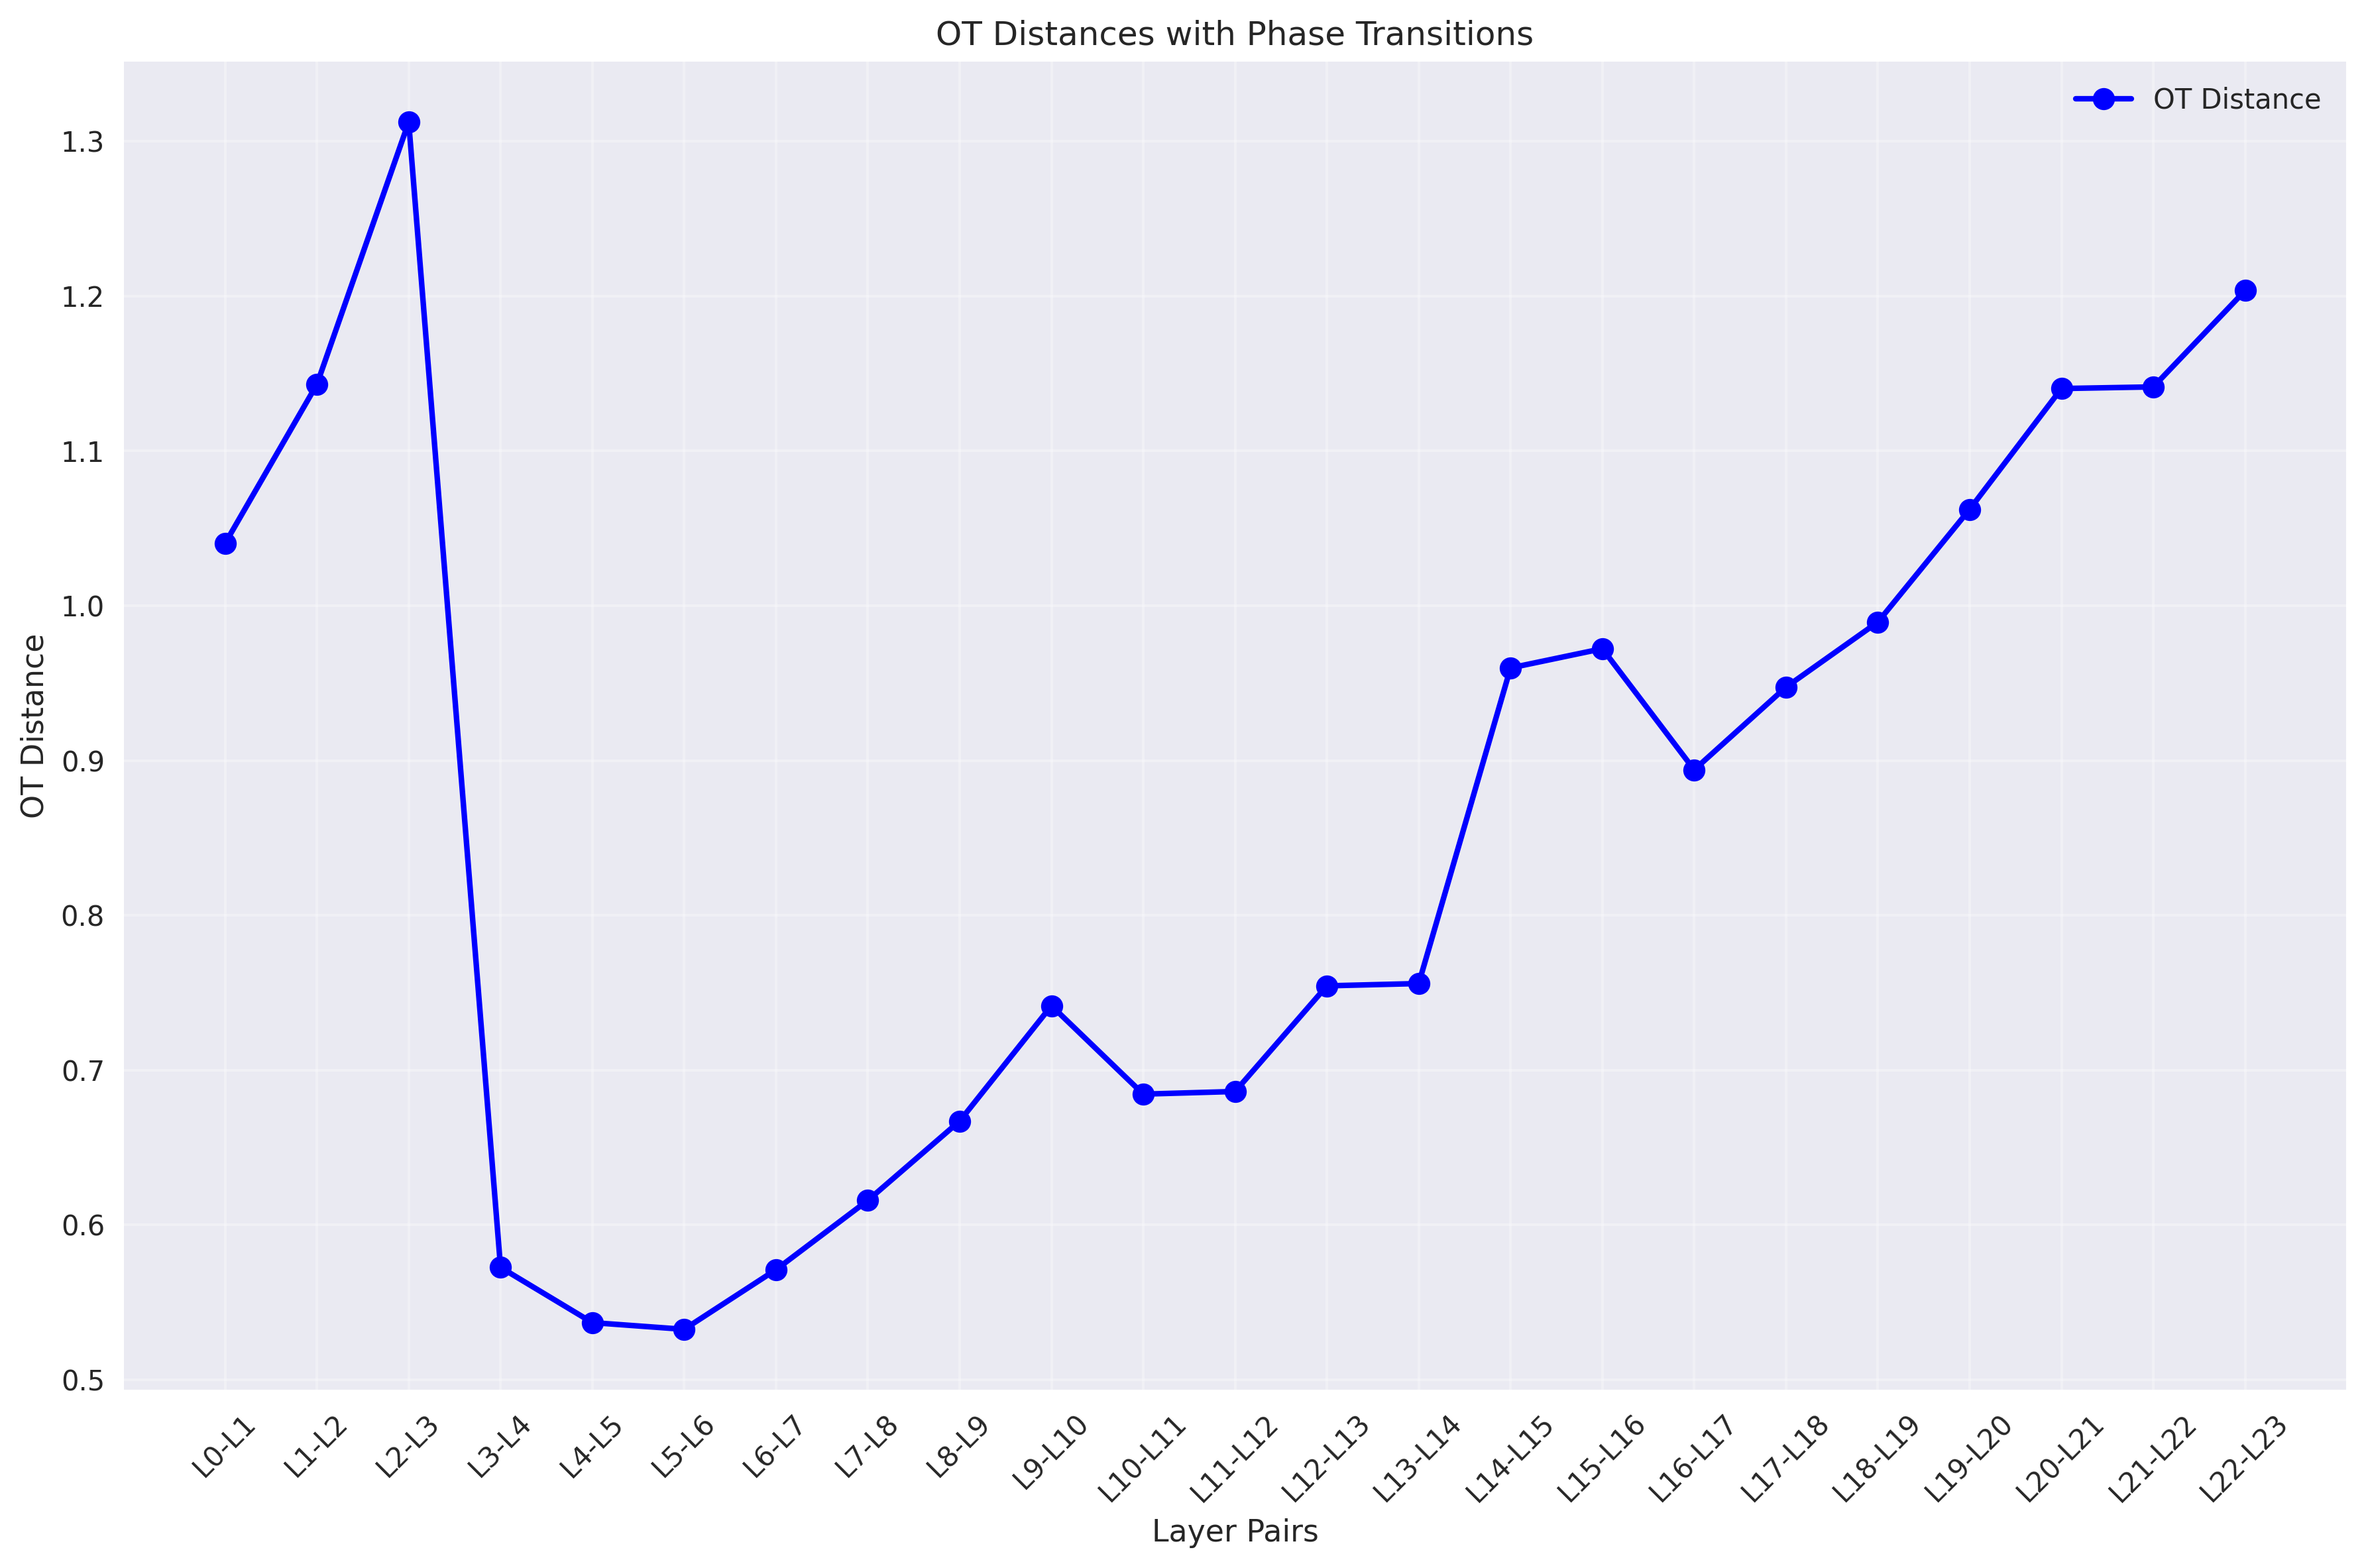 OT Distances with Phase Transitions
OT Distance
1.3
1.2
1.1
1.0
0.9
0.8
0.7
0.6
0.5
OT Distance
L0-L1
L1-L2
L2-L3
L3-L4
L4-L5
L5-L6
L6-L7
L7-L8
L8-L9
L9-L10
L10-L11
L11-L12
L12-L13
L13-L14
L14-L15
L15-L16
L16-L17
L17-L18
L18-L19
L19-L20
L20-L21
L21-L22
L22-L23
Layer Pairs